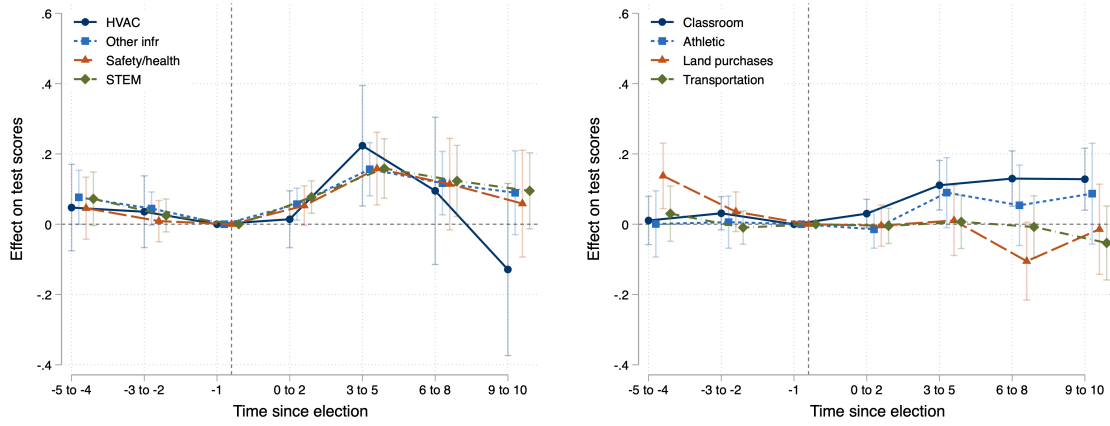 HVAC
Other infr
Safety/health
STEM
Effect on test scores
.6
.4
.2
0
-.2
-.4
-5 to -4
-3 to -2
-1
0 to 2
3 to 5
6 to 8
9 to 10
Time since election
Classroom
Athletic
Land purchases
Transportation
Effect on test scores
.6
.4
.2
0
-.2
-.4
-5 to -4
-3 to -2
-1
0 to 2
3 to 5
6 to 8
9 to 10
Time since election